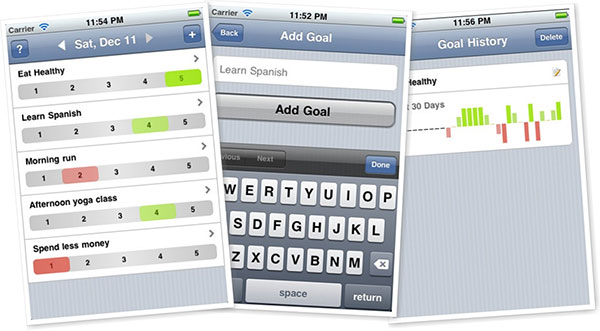 Carrier 11:54 PM
? Sat, Dec 11 +
Eat Healthy
1 2 3 4 5
Learn Spanish
1 2 3 4 5
Morning run
1 2 3 4 5
Afternoon yoga class
1 2 3 4 5
Spend less money
1 2 3 4 5
Carrier 11:52 PM
Back Add Goal
Learn Spanish
Add Goal
vious Next Done
W E R T Y U I O P
S D F G H J K L
Z X C V B N M
space return
Carrier 11:56 PM
Goal History Delete
Healthy
t 30 Days